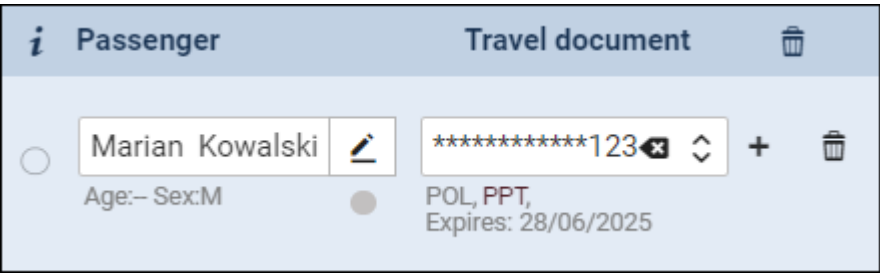 i Passenger Travel document
Marian Kowalski ************123
Age:-- Sex:M POL, PPT,
Expires: 28/06/2025